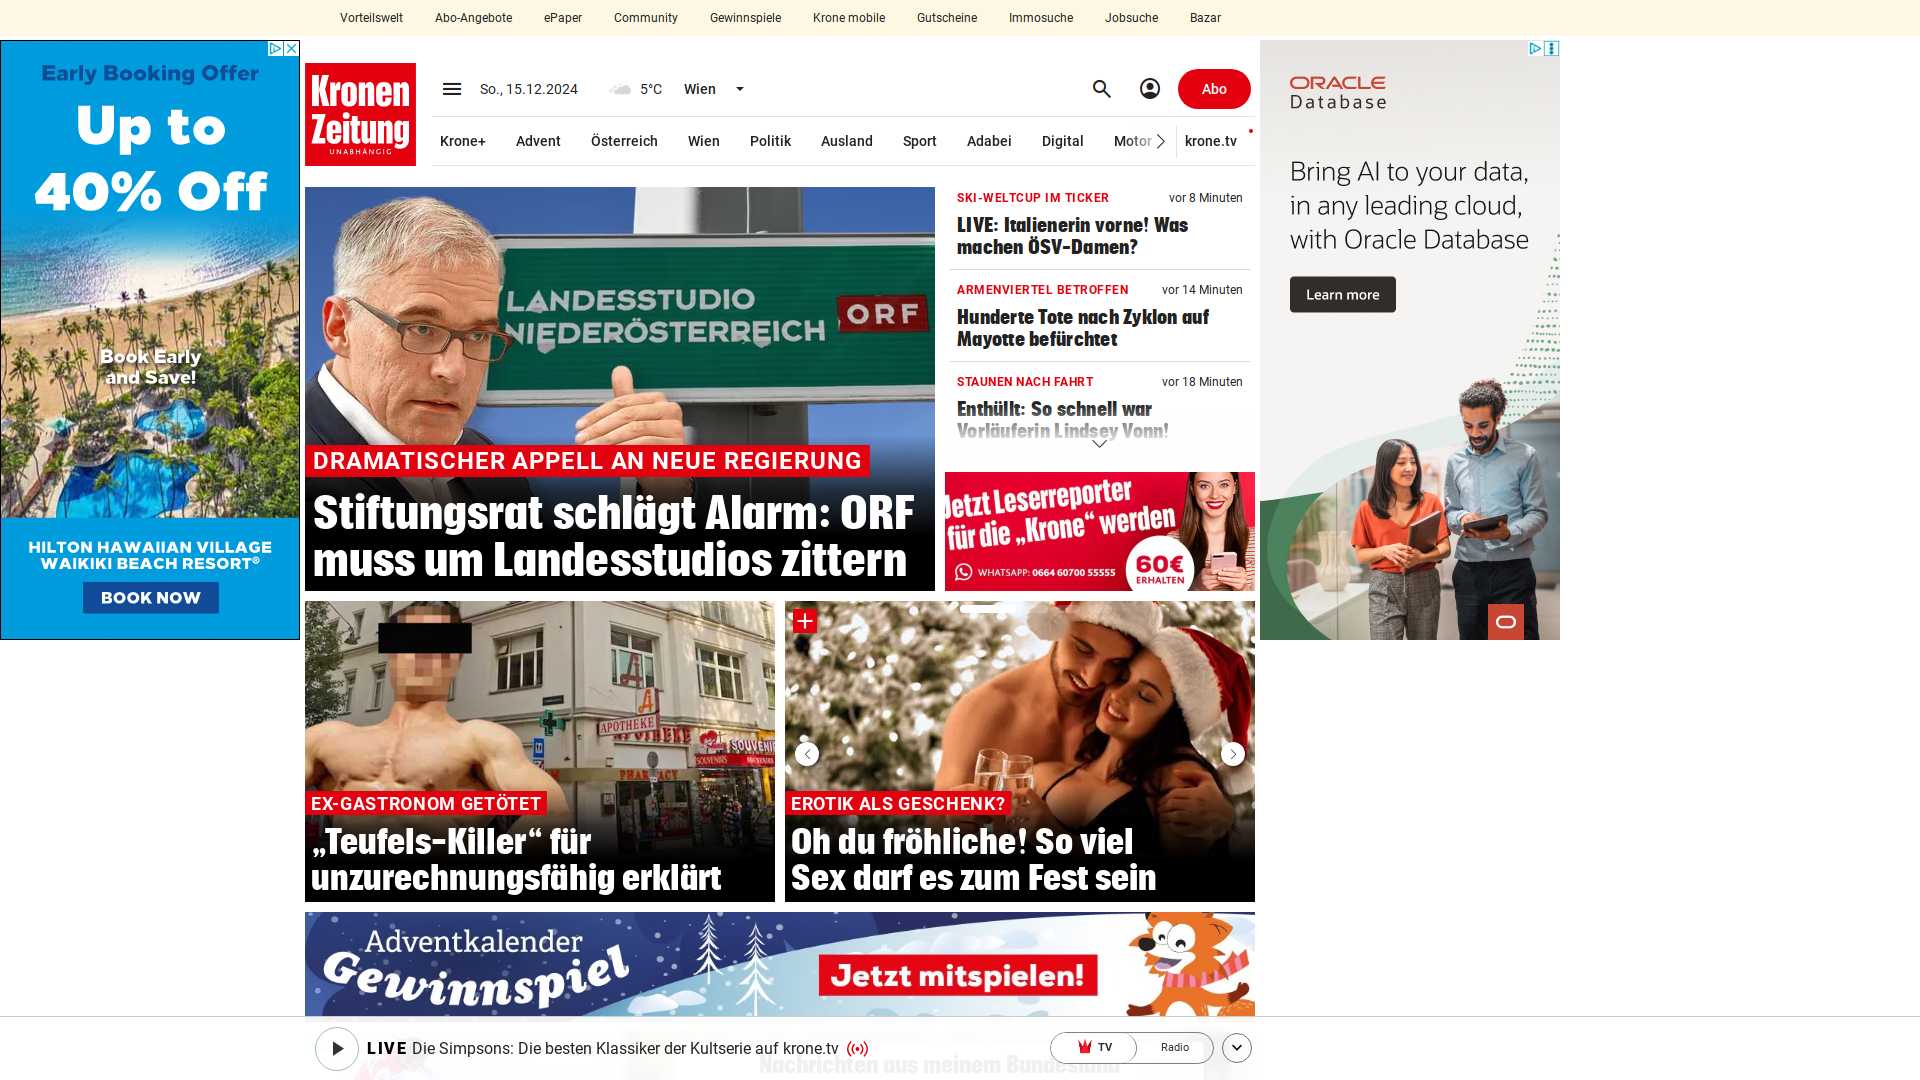 Vorteilswelt
Abo-Angebote
ePaper
Community
Gewinnspiele
Krone mobile
Gutscheine
Immosuche
Jobsuche
Bazar
Early Booking Offer
Up to
40% Off
Book Early
and Save!
HILTON HAWAIIAN VILLAGE
WAIKIKI BEACH RESORT®
BOOK NOW
Kronen
Zeitung
UNABHÄNGIG
So., 15.12.2024
5°C
Wien
Abo
Krone+
Advent
Österreich
Wien
Politik
Ausland
Sport
Adabei
Digital
Motor
krone.tv
LANDESSTUDIO
NIEDERÖSTERREICH
ORF
DRAMATISCHER APPELL AN NEUE REGIERUNG
Stiftungsrat schlägt Alarm: ORF
muss um Landesstudios zittern
SKI-WELTCUP IM TICKER
vor 8 Minuten
LIVE: Italienerin vorne! Was
machen ÖSV-Damen?
ARMENVIERTEL BETROFFEN
vor 14 Minuten
Hunderte Tote nach Zyklon auf
Mayotte befürchtet
STAUNEN NACH FAHRT
vor 18 Minuten
Enthüllt: So schnell war
Vorläuferin Lindsey Vonn!
Jetzt Leserreporter
für die „Krone“ werden
WHATSAPP: 0664 60700 55555
60€
ERHALTEN
ORACLE
Database
Bring AI to your data,
in any leading cloud,
with Oracle Database
Learn more
APOTHEKE
APOTHEKE
PHARMACY
SOUVENIRS
SOUVENIR
EX-GASTRONOM GETÖTET
„Teufels-Killer“ für
unzurechnungsfähig erklärt
EROTIK ALS GESCHENK?
Oh du fröhliche! So viel
Sex darf es zum Fest sein
Adventkalender
Gewinnspiel
Jetzt mitspielen!
LIVE Die Simpsons: Die besten Klassiker der Kultserie auf krone.tv
TV
Radio
Nachrichten aus meinem Bundesland